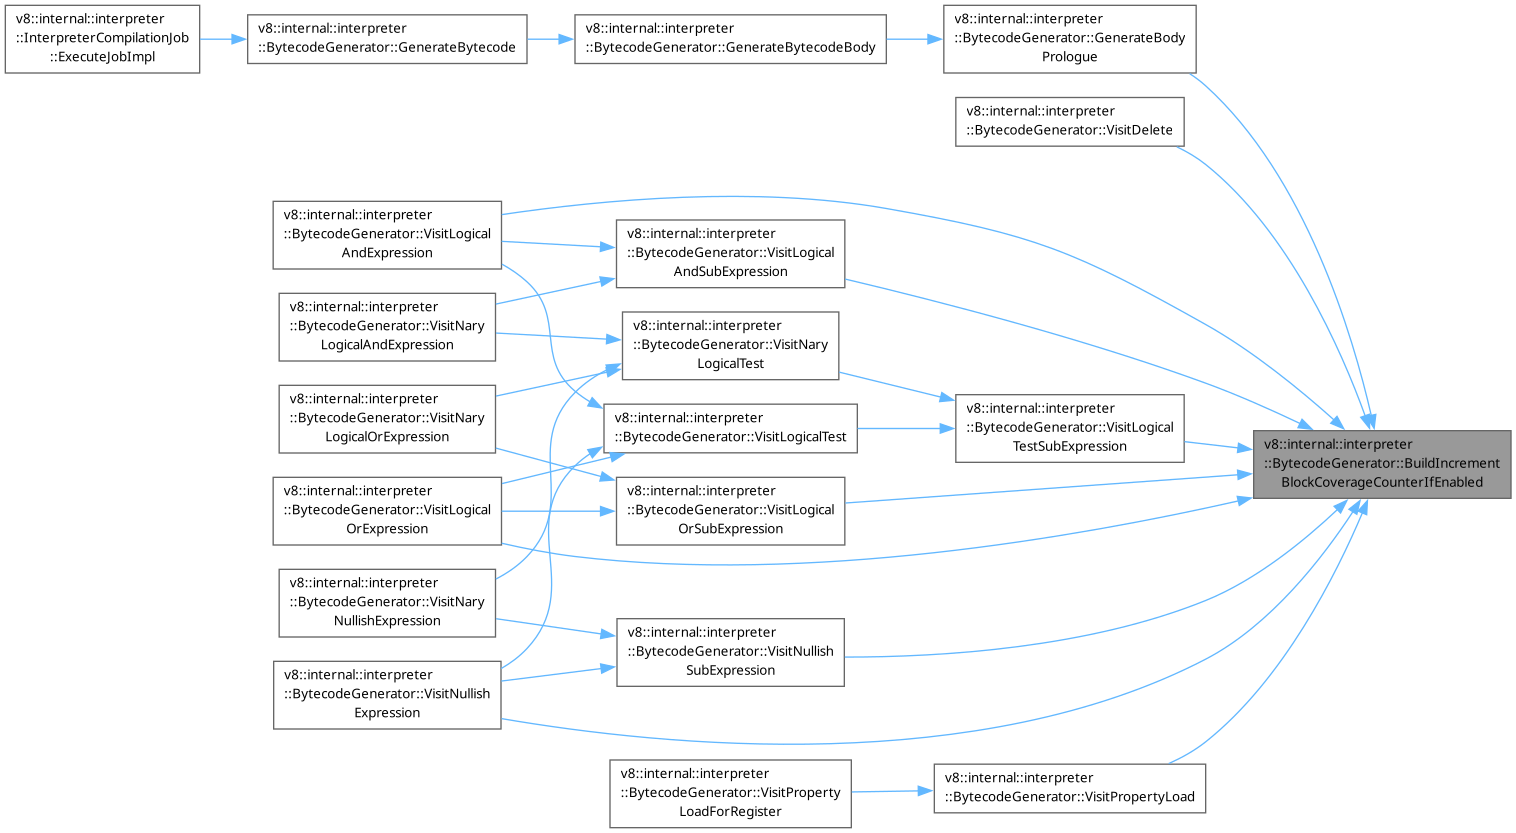 v8::internal::interpreter
::InterpreterCompilationJob
::ExecuteJobImpl
v8::internal::interpreter
::BytecodeGenerator::GenerateBytecode
v8::internal::interpreter
::BytecodeGenerator::GenerateBytecodeBody
v8::internal::interpreter
::BytecodeGenerator::GenerateBody
Prologue
v8::internal::interpreter
::BytecodeGenerator::VisitDelete
v8::internal::interpreter
::BytecodeGenerator::VisitLogical
AndExpression
v8::internal::interpreter
::BytecodeGenerator::VisitLogical
AndSubExpression
v8::internal::interpreter
::BytecodeGenerator::VisitNary
LogicalAndExpression
v8::internal::interpreter
::BytecodeGenerator::VisitNary
LogicalTest
v8::internal::interpreter
::BytecodeGenerator::VisitNary
LogicalOrExpression
v8::internal::interpreter
::BytecodeGenerator::VisitLogicalTest
v8::internal::interpreter
::BytecodeGenerator::VisitLogical
TestSubExpression
v8::internal::interpreter
::BytecodeGenerator::BuildIncrement
BlockCoverageCounterIfEnabled
v8::internal::interpreter
::BytecodeGenerator::VisitLogical
OrExpression
v8::internal::interpreter
::BytecodeGenerator::VisitLogical
OrSubExpression
v8::internal::interpreter
::BytecodeGenerator::VisitNary
NullishExpression
v8::internal::interpreter
::BytecodeGenerator::VisitNullish
SubExpression
v8::internal::interpreter
::BytecodeGenerator::VisitNullish
Expression
v8::internal::interpreter
::BytecodeGenerator::VisitProperty
LoadForRegister
v8::internal::interpreter
::BytecodeGenerator::VisitPropertyLoad